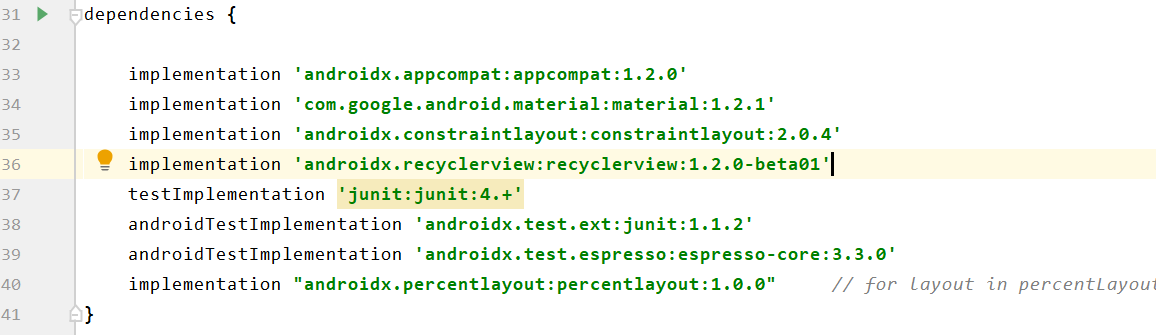 31 dependencies {
32
33 implementation 'androidx.appcompat:appcompat:1.2.0'
34 implementation 'com.google.android.material:material:1.2.1'
35 implementation 'androidx.constraintlayout:constraintlayout:2.0.4'
36 implementation 'androidx.recyclerview:recyclerview:1.2.0-beta01'
37 testImplementation 'junit:junit:4.+'
38 androidTestImplementation 'androidx.test.ext:junit:1.1.2'
39 androidTestImplementation 'androidx.test.espresso:espresso-core:3.3.0'
40 implementation "androidx.percentlayout:percentlayout:1.0.0" // for layout in percentLayout
41 }